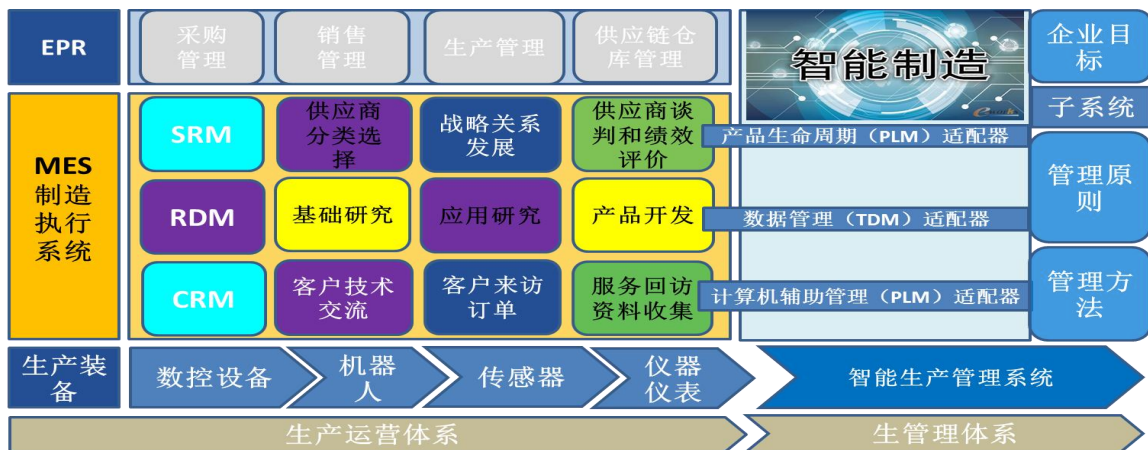 EPR
采购
管理
销售
管理
生产管理
供应链仓
库管理
智能制造
企业目
标
子系统
MES
制造
执行
系统
SRM
供应商
分类选
择
战略关系
发展
供应商谈
判和绩效
评价
产品生命周期（PLM）适配器
管理原
则
RDM
基础研究
应用研究
产品开发
数据管理（TDM）适配器
CRM
客户技术
交流
客户来访
订单
服务回访
资料收集
计算机辅助管理（PLM）适配器
管理方
法
生产装
备
数控设备
机器
人
传感器
仪器
仪表
智能生产管理系统
生产运营体系
生管理体系